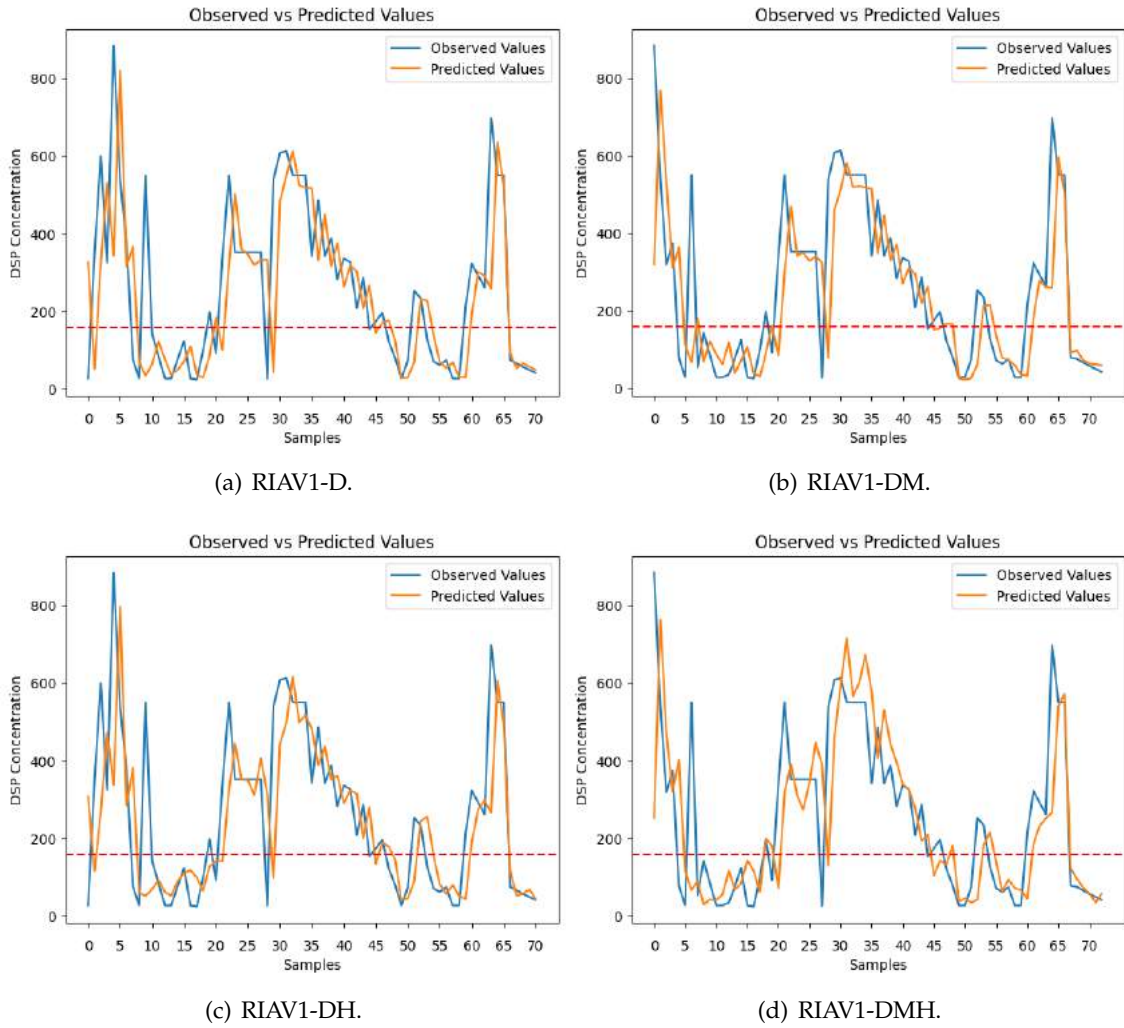 Observed vs Predicted Values
Observed Values
Predicted Values
DSP Concentration
800
600
400
200
0
0 5 10 15 20 25 30 35 40 45 50 55 60 65 70
Samples
(a) RIAV1-D.
Observed vs Predicted Values
Observed Values
Predicted Values
DSP Concentration
800
600
400
200
0
0 5 10 15 20 25 30 35 40 45 50 55 60 65 70
Samples
(b) RIAV1-DM.
Observed vs Predicted Values
Observed Values
Predicted Values
DSP Concentration
800
600
400
200
0
0 5 10 15 20 25 30 35 40 45 50 55 60 65 70
Samples
(c) RIAV1-DH.
Observed vs Predicted Values
Observed Values
Predicted Values
DSP Concentration
800
600
400
200
0
0 5 10 15 20 25 30 35 40 45 50 55 60 65 70
Samples
(d) RIAV1-DMH.